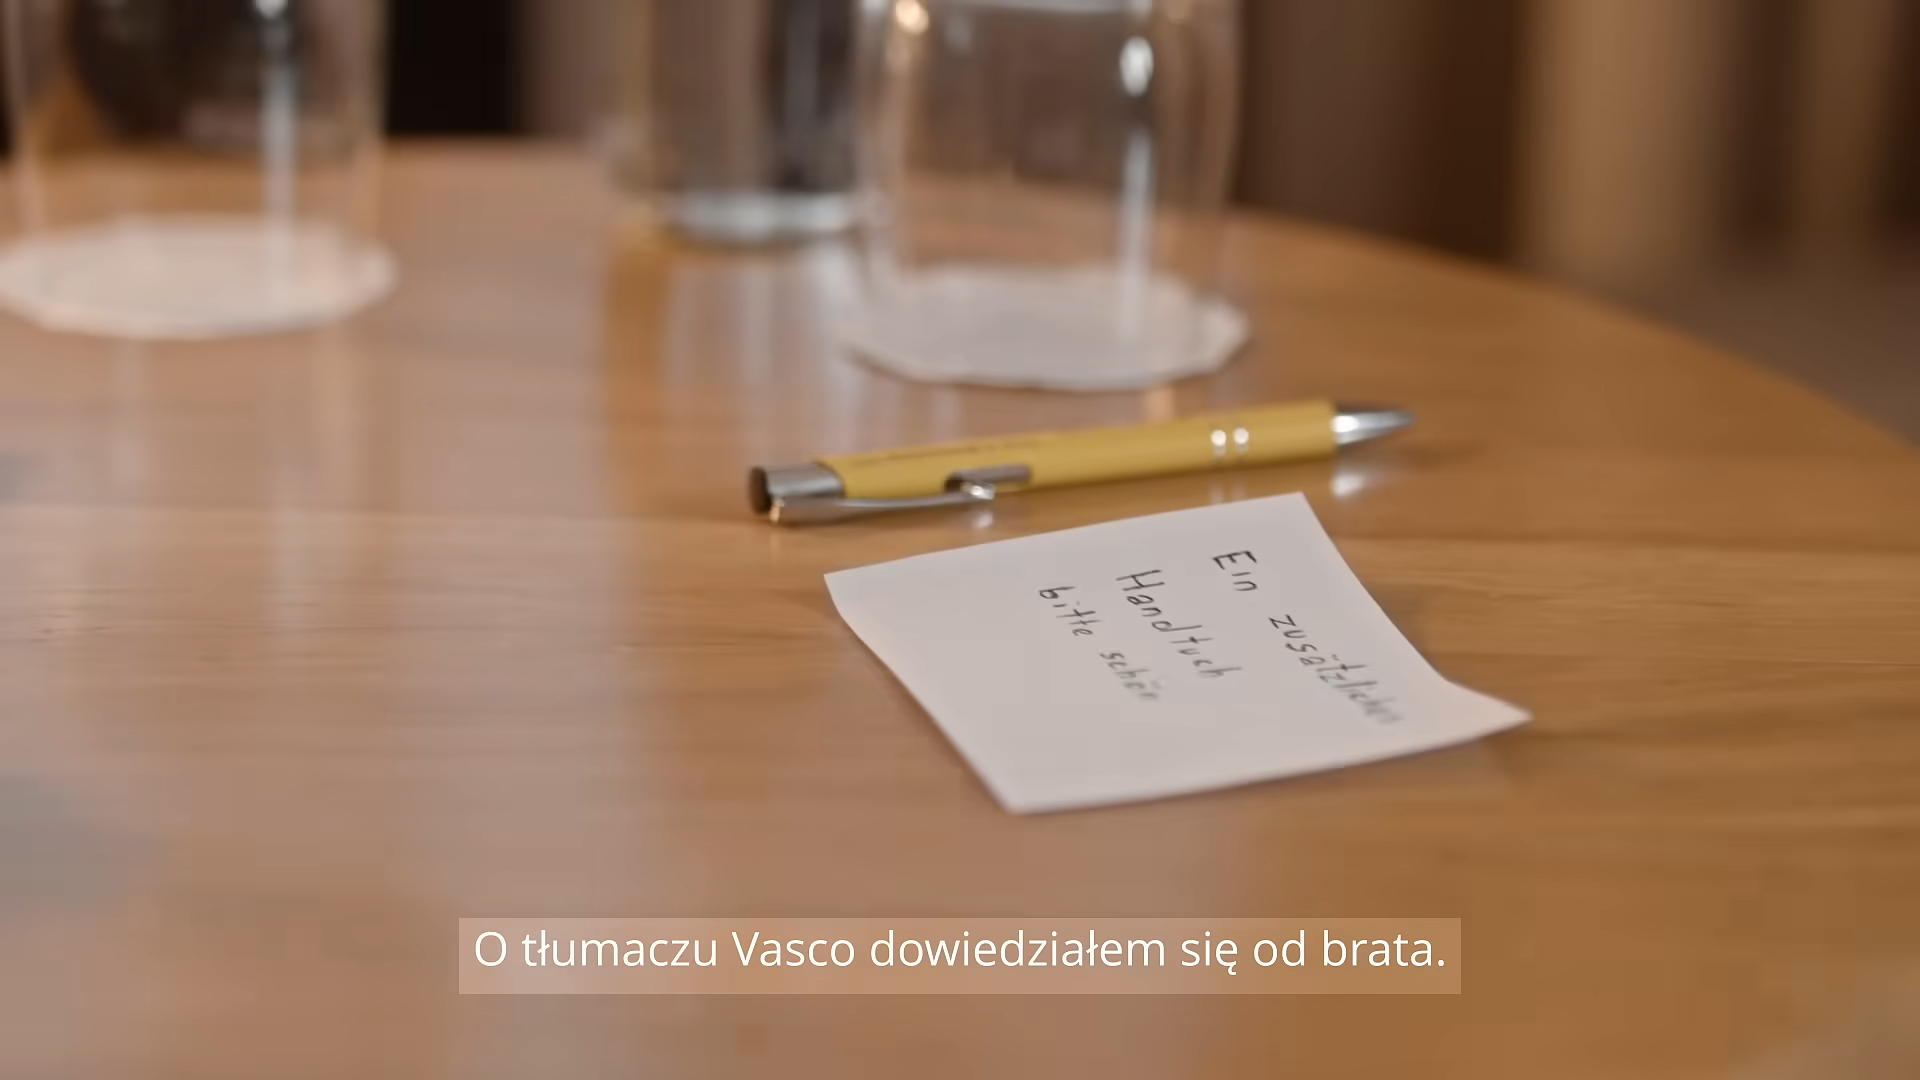 Ein zusätzliches
Handtuch
bitte schön
O tłumaczu Vasco dowiedziałem się od brata.